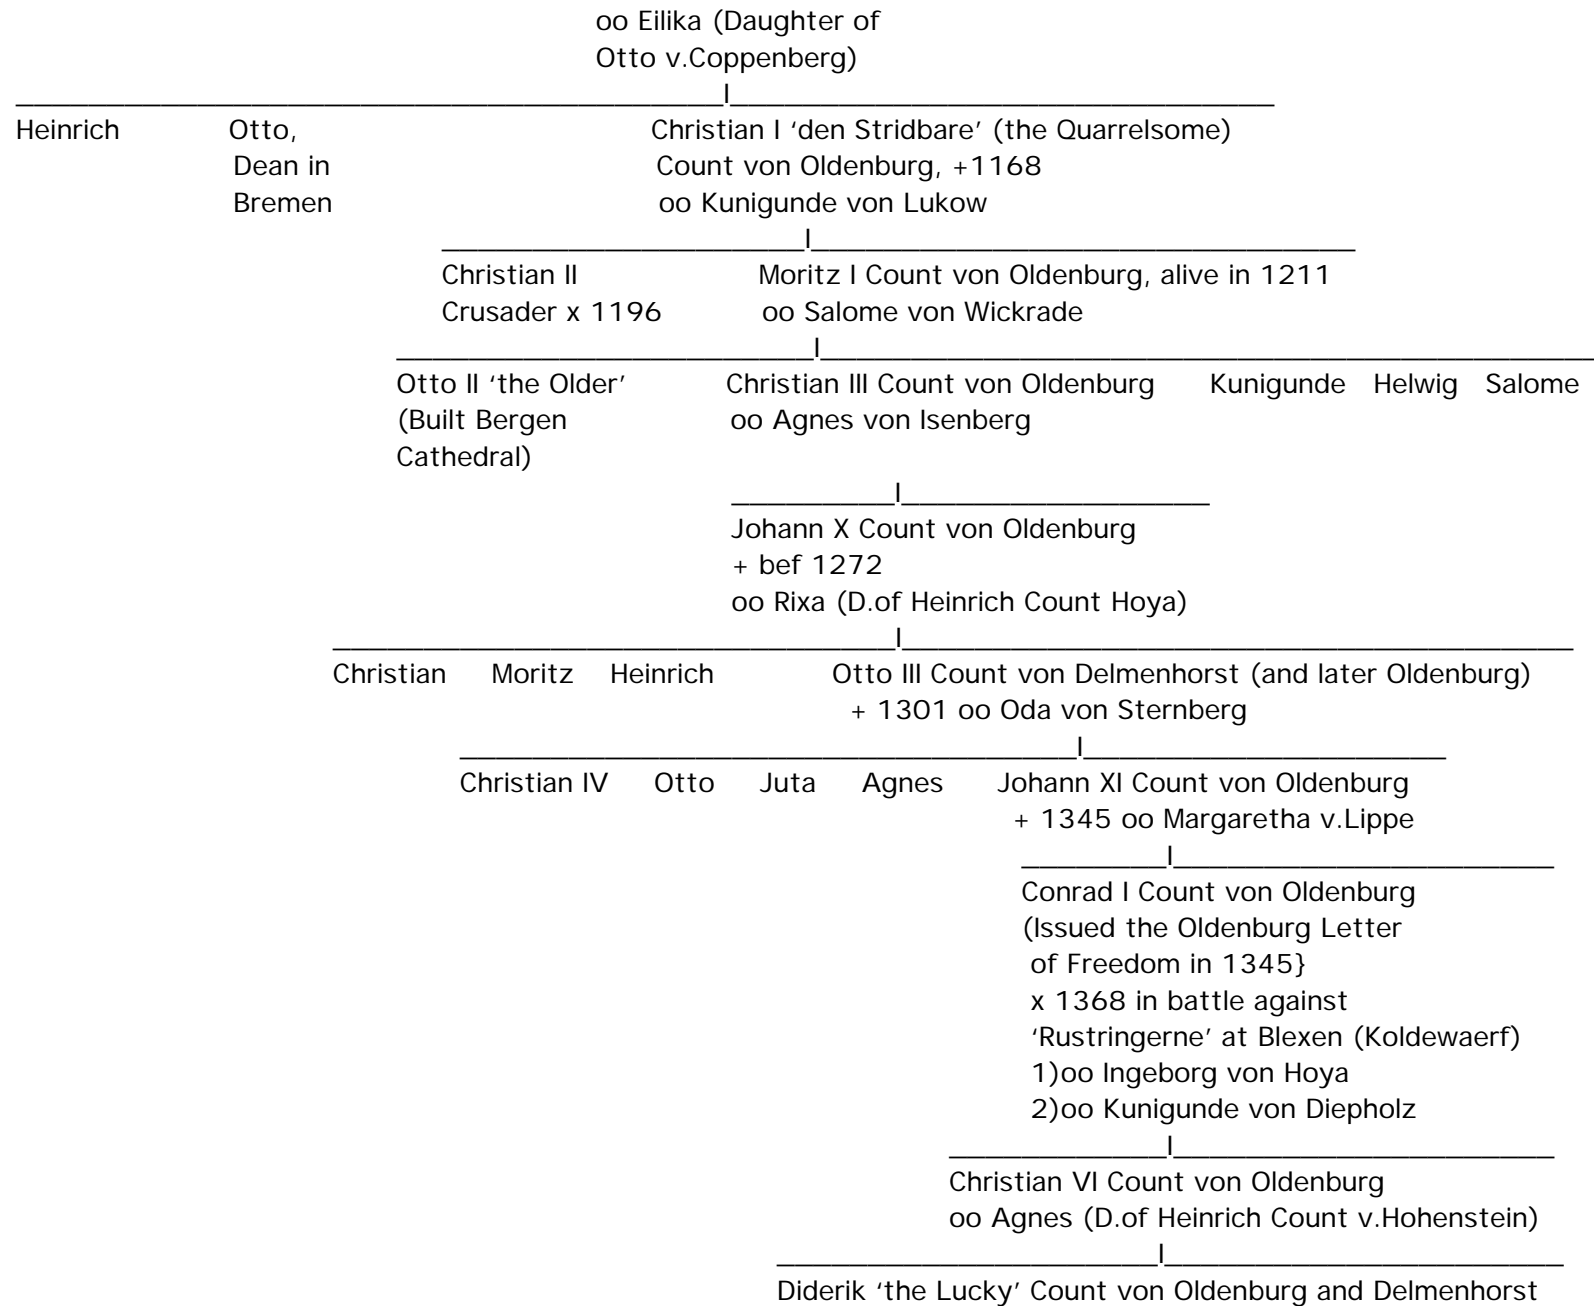 oo Eilika (Daughter of
Otto v.Coppenberg)
Heinrich Otto, Christian I ‘den Stridbare’ (the Quarrelsome)
Dean in Count von Oldenburg, +1168
Bremen oo Kunigunde von Lukow
Christian II Moritz I Count von Oldenburg, alive in 1211
Crusader x 1196 oo Salome von Wickrade
Otto II ‘the Older’ Christian III Count von Oldenburg Kunigunde Helwig Salome
(Built Bergen oo Agnes von Isenberg
Cathedral)
Johann X Count von Oldenburg
+ bef 1272
oo Rixa (D.of Heinrich Count Hoya)
Christian Moritz Heinrich Otto III Count von Delmenhorst (and later Oldenburg)
+ 1301 oo Oda von Sternberg
Christian IV Otto Juta Agnes Johann XI Count von Oldenburg
+ 1345 oo Margaretha v.Lippe
Conrad I Count von Oldenburg
(Issued the Oldenburg Letter
of Freedom in 1345}
x 1368 in battle against
‘Rustringerne’ at Blexen (Koldewaerf)
1)oo Ingeborg von Hoya
2)oo Kunigunde von Diepholz
Christian VI Count von Oldenburg
oo Agnes (D.of Heinrich Count v.Hohenstein)
Diderik ‘the Lucky’ Count von Oldenburg and Delmenhorst